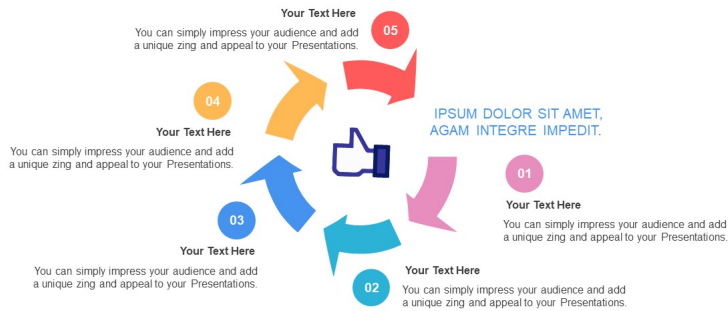 Your Text Here
You can simply impress your audience and add
a unique zing and appeal to your Presentations.
05
04
Your Text Here
You can simply impress your audience and add
a unique zing and appeal to your Presentations.
IPSUM DOLOR SIT AMET,
AGAM INTEGRE IMPEDIT.
01
Your Text Here
You can simply impress your audience and add
a unique zing and appeal to your Presentations.
03
Your Text Here
You can simply impress your audience and add
a unique zing and appeal to your Presentations.
02
Your Text Here
You can simply impress your audience and add
a unique zing and appeal to your Presentations.